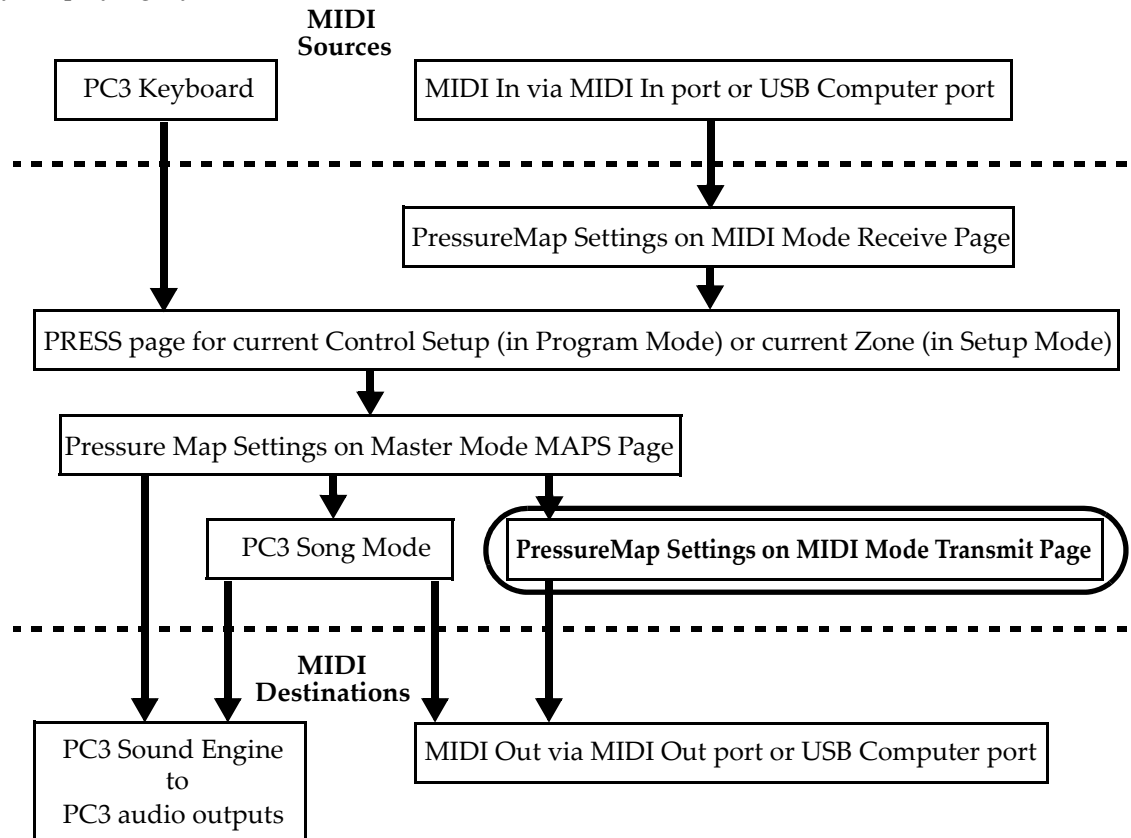 MIDI
Sources
PC3 Keyboard
MIDI In via MIDI In port or USB Computer port
PressureMap Settings on MIDI Mode Receive Page
PRESS page for current Control Setup (in Program Mode) or current Zone (in Setup Mode)
Pressure Map Settings on Master Mode MAPS Page
PC3 Song Mode
PressureMap Settings on MIDI Mode Transmit Page
MIDI
Destinations
PC3 Sound Engine
to
PC3 audio outputs
MIDI Out via MIDI Out port or USB Computer port